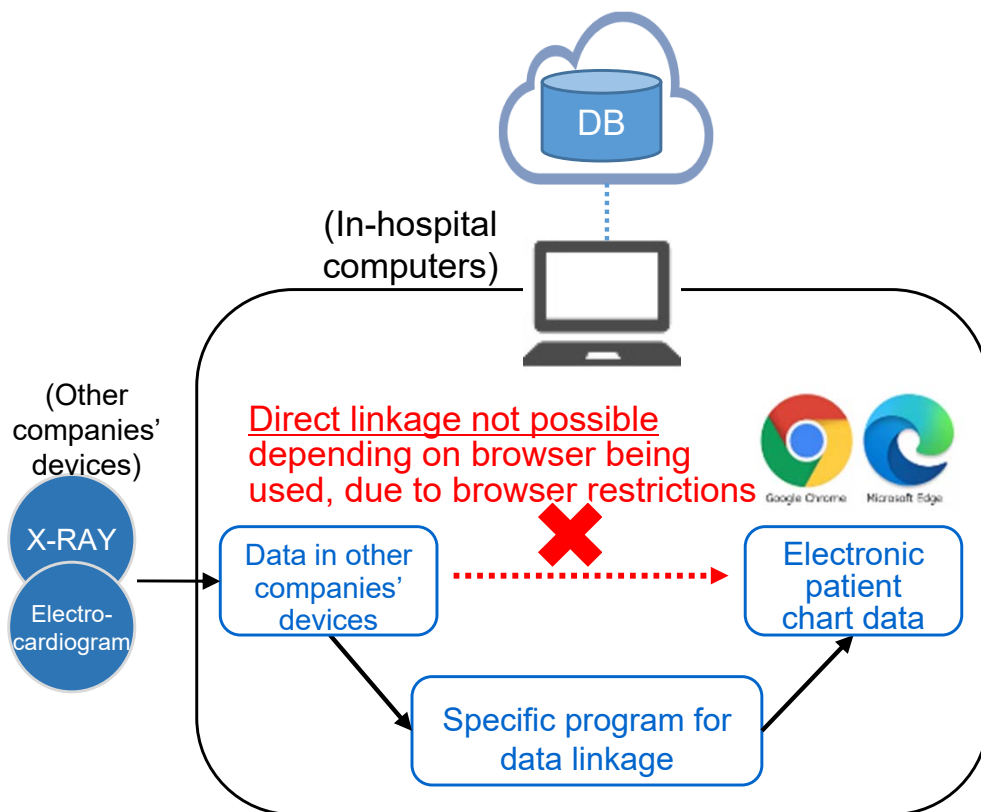 DB
(In-hospital
computers)
(Other
companies’
devices)
X-RAY
Electro-
cardiogram
Direct linkage not possible
depending on browser being
used, due to browser restrictions
Google Chrome
Microsoft Edge
Data in other
companies’
devices
Electronic
patient
chart data
Specific program for
data linkage